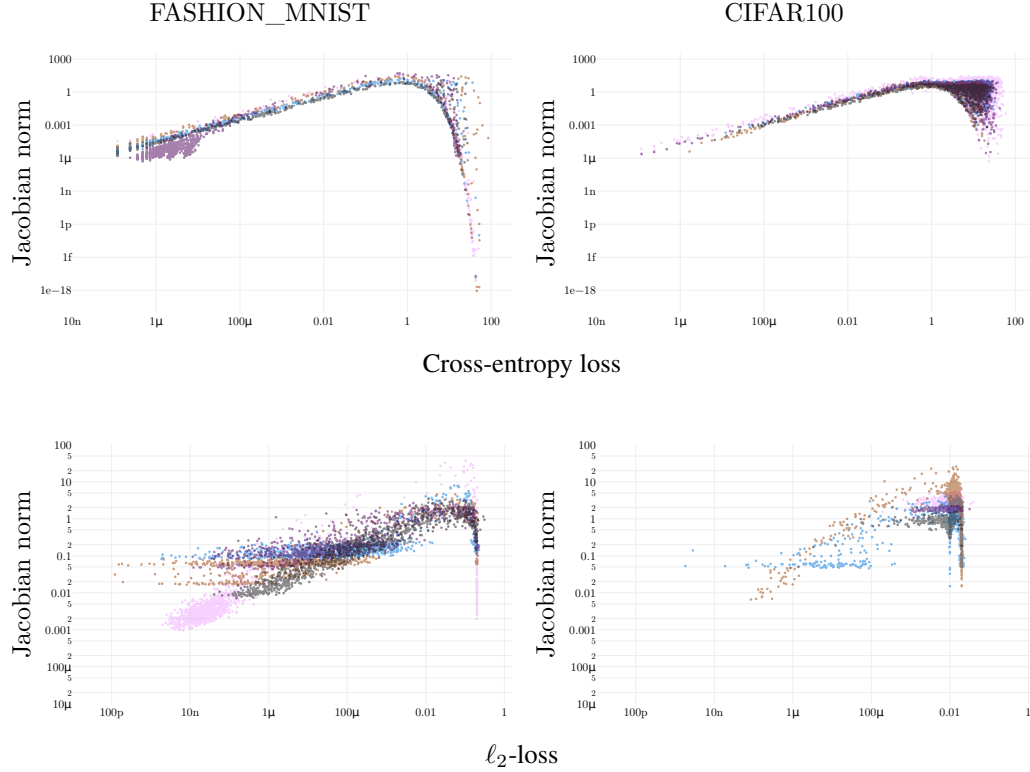 FASHION_MNIST CIFAR100
1000 1000
1 1
0.001 0.001
1µ 1µ
1n 1n
1p 1p
1f 1f
1e−18 1e−18
Jacobian norm Jacobian norm
10n 1µ 100µ 0.01 1 100 10n 1µ 100µ 0.01 1 100
Cross-entropy loss
100 100
5 5
2 2
10 10
5 5
2 2
1 1
5 5
2 2
0.1 0.1
5 5
2 2
0.01 0.01
5 5
2 2
0.001 0.001
5 5
2 2
100µ 100µ
5 5
2 2
10µ 10µ
Jacobian norm Jacobian norm
100p 10n 1µ 100µ 0.01 1 100p 10n 1µ 100µ 0.01 1
ℓ2-loss